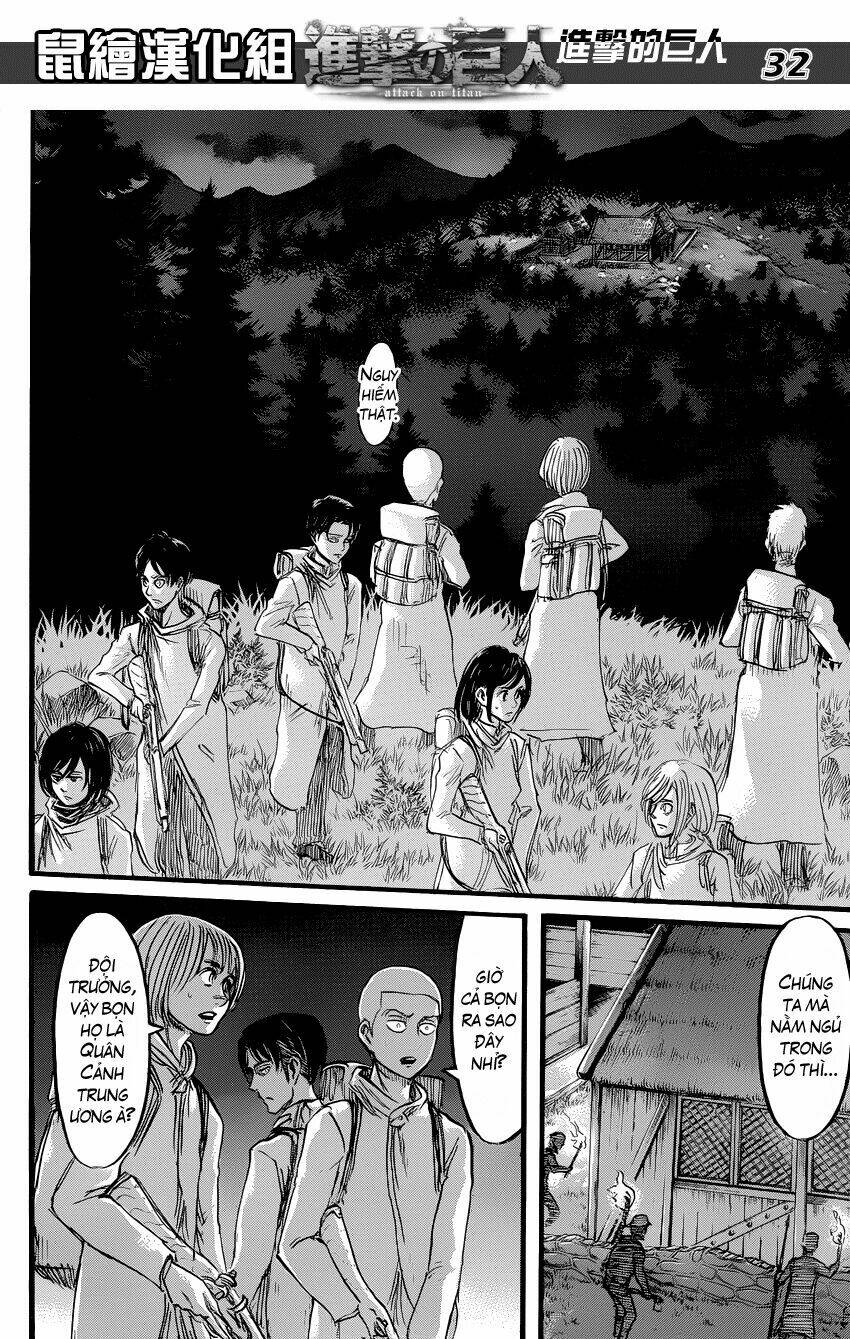 鼠繪漢化組
進撃の巨人
attack on titan
進擊的巨人
32
NGUY
HIỂM
THẬT.
CHÚNG
TA MÀ
NẰM NGỦ
TRONG
ĐÓ THÌ...
GIỜ
CẢ BỌN
RA SAO
ĐÂY
NHỈ?
ĐỘI
TRƯỞNG,
VẬY BỌN
HỌ LÀ
QUÂN
CẢNH
TRUNG
ƯƠNG À?